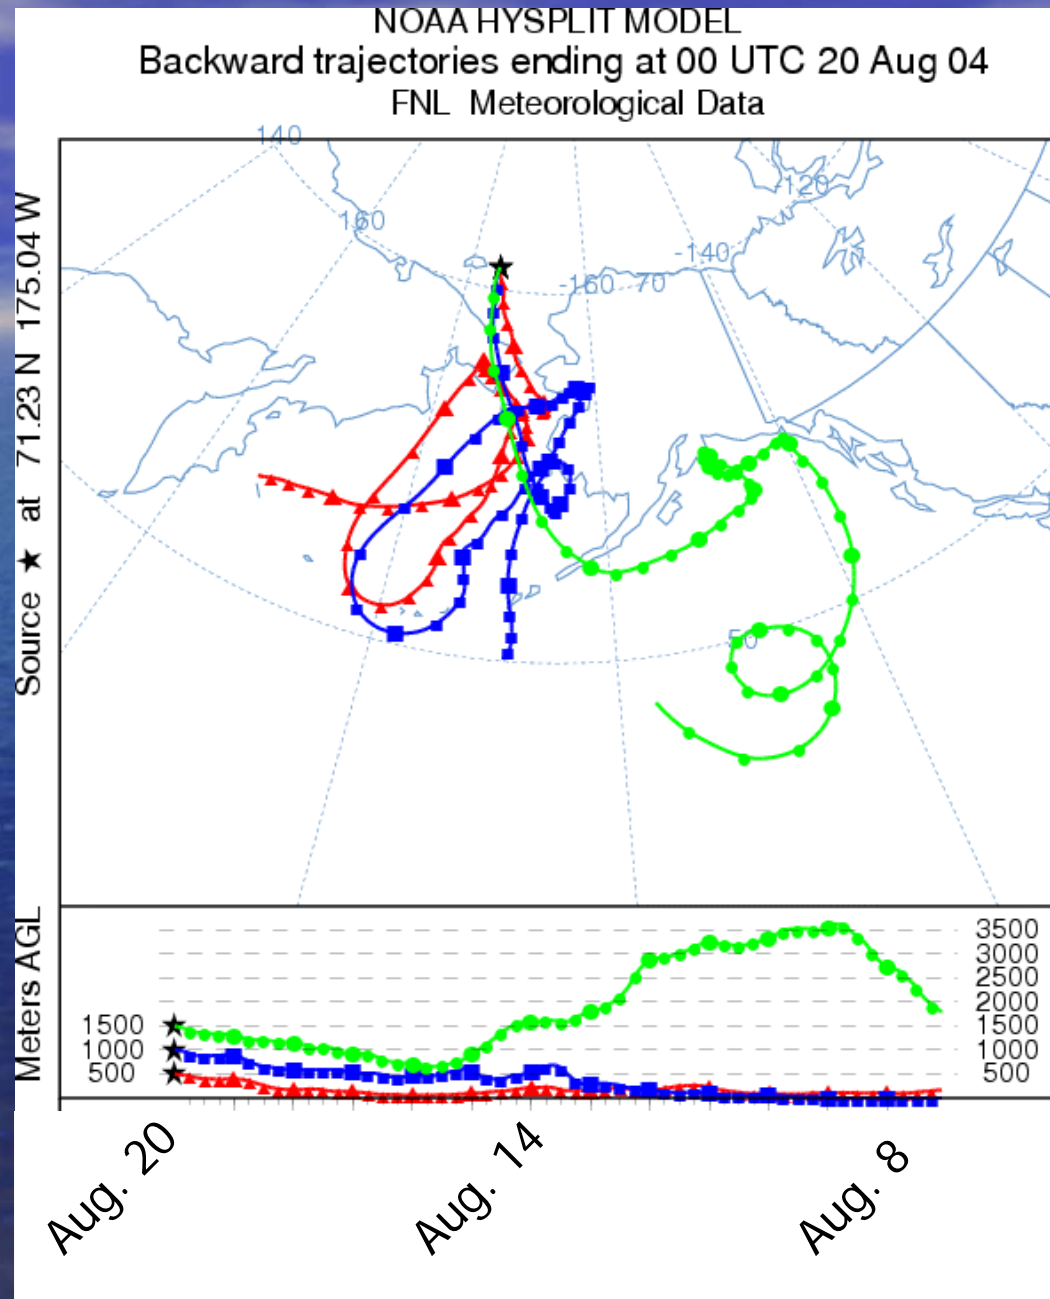 NOAA HYSPLIT MODEL
Backward trajectories ending at 00 UTC 20 Aug 04
FNL Meteorological Data
Source ★ at 71.23 N 175.04 W
140
160
-160
70
-140
-120
50
Meters AGL
1500
1000
500
3500
3000
2500
2000
1500
1000
500
Aug. 20
Aug. 14
Aug. 8